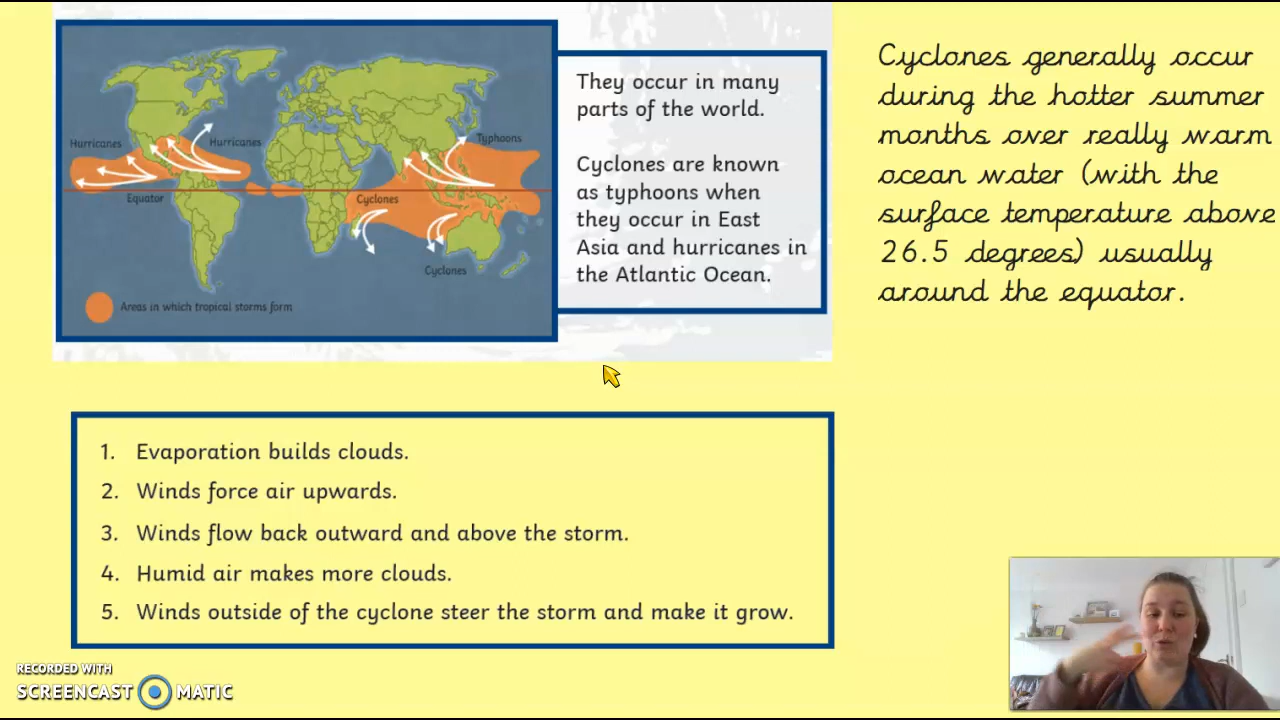 Hurricanes
Hurricanes
Typhoons
Equator
Cyclones
Cyclones
Areas in which tropical storms form
They occur in many
parts of the world.
Cyclones are known
as typhoons when
they occur in East
Asia and hurricanes in
the Atlantic Ocean.
Cyclones generally occur
during the hotter summer
months over really warm
ocean water (with the
surface temperature above
26.5 degrees) usually
around the equator.
1. Evaporation builds clouds.
2. Winds force air upwards.
3. Winds flow back outward and above the storm.
4. Humid air makes more clouds.
5. Winds outside of the cyclone steer the storm and make it grow.
RECORDED WITH
SCREENCAST MATIC